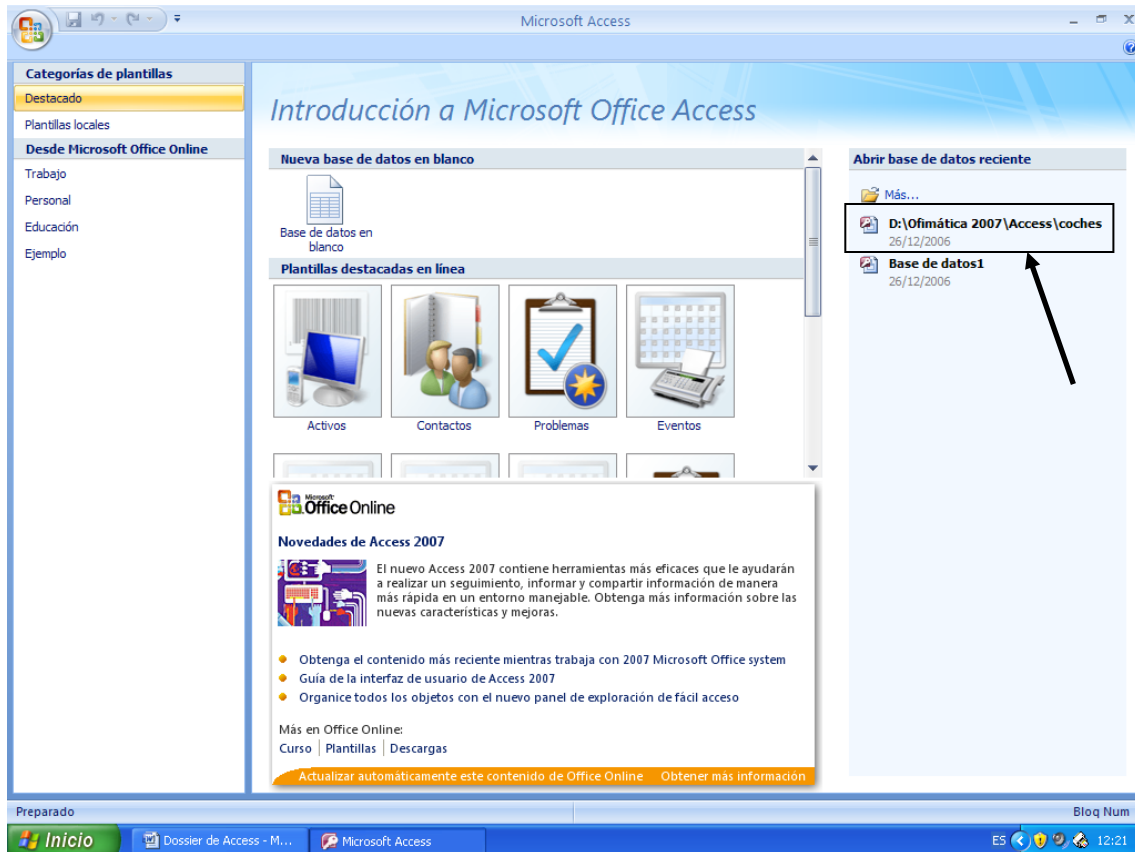 Microsoft Access
Categorías de plantillas
Destacado
Plantillas locales
Desde Microsoft Office Online
Trabajo
Personal
Educación
Ejemplo
Introducción a Microsoft Office Access
Nueva base de datos en blanco
Base de datos en
blanco
Plantillas destacadas en línea
Activos
Contactos
Problemas
Eventos
Microsoft
Office Online
Novedades de Access 2007
El nuevo Access 2007 contiene herramientas más eficaces que le ayudarán
a realizar un seguimiento, informar y compartir información de manera
más rápida en un entorno manejable. Obtenga más información sobre las
nuevas características y mejoras.
Obtenga el contenido más reciente mientras trabaja con 2007 Microsoft Office system
Guía de la interfaz de usuario de Access 2007
Organice todos los objetos con el nuevo panel de exploración de fácil acceso
Más en Office Online:
Curso | Plantillas | Descargas
Actualizar automáticamente este contenido de Office Online Obtener más información
Abrir base de datos reciente
Más...
D:\Ofimática 2007\Access\coches
26/12/2006
Base de datos1
26/12/2006
Preparado
Bloq Num
Inicio
Dossier de Access - M...
Microsoft Access
ES
12:21